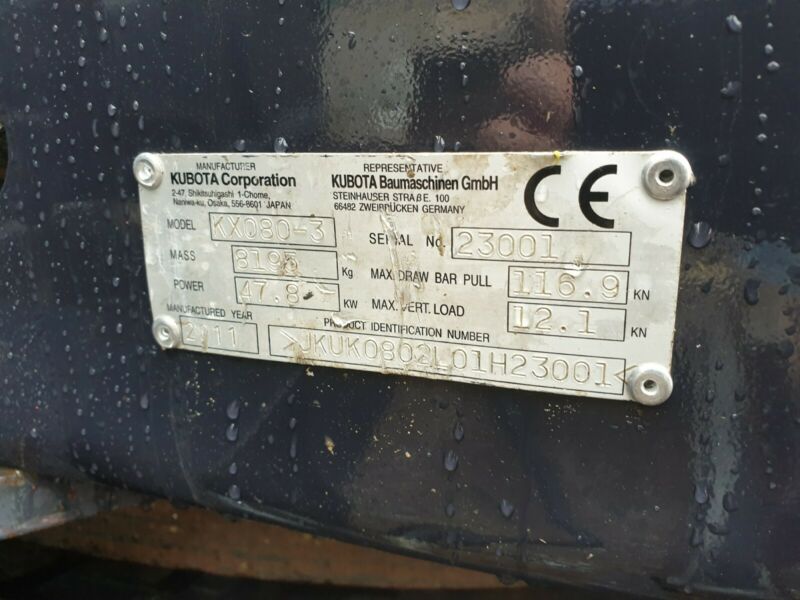 MANUFACTURER
KUBOTA Corporation
2-47, Shikitsuhigashi 1-Chome,
Naniwa-ku, Osaka, 556-8601 JAPAN
REPRESENTATIVE
KUBOTA Baumaschinen GmbH
STEINHAUSER STRAßE. 100
66482 ZWEIBRÜCKEN GERMANY
CE
MODEL KX080-3
SERIAL No. 23001
MASS 8195 Kg
MAX.DRAW BAR PULL 116.9 KN
POWER 47.8 KW
MAX.VERT.LOAD 12.1 KN
MANUFACTURED YEAR 2011
PRODUCT IDENTIFICATION NUMBER
>JKUK0802L01H23001<